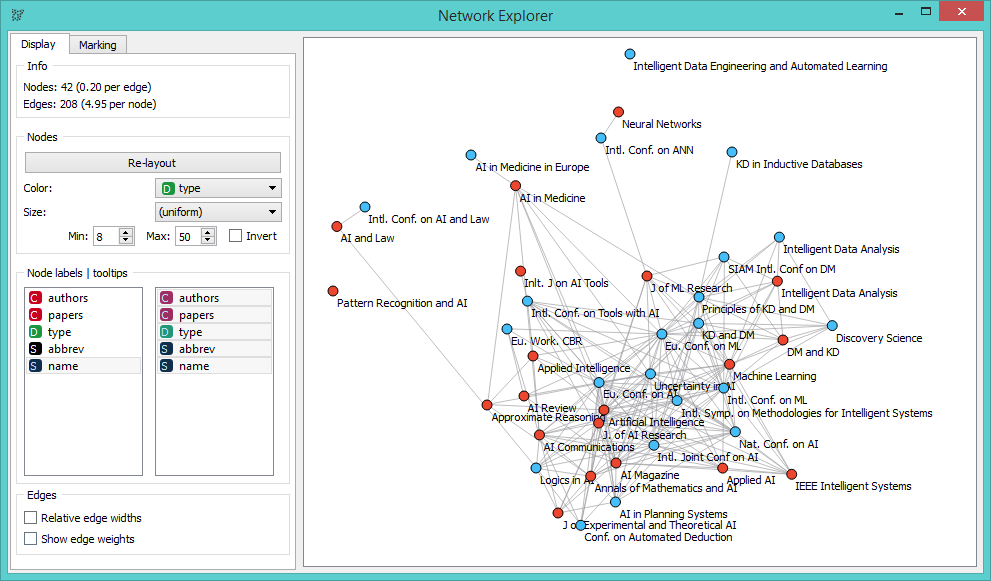 Network Explorer
Display
Marking
Info
Nodes: 42 (0.20 per edge)
Edges: 208 (4.95 per node)
Nodes
Re-layout
Color:
D type
Size:
(uniform)
Min: 8 Max: 50 Invert
Node labels | tooltips
C authors
C papers
D type
S abbrev
S name
C authors
C papers
D type
S abbrev
S name
Edges
Relative edge widths
Show edge weights
Intelligent Data Engineering and Automated Learning
Neural Networks
Intl. Conf. on ANN
AI in Medicine in Europe
KD in Inductive Databases
AI in Medicine
Intl. Conf. on AI and Law
AI and Law
Intelligent Data Analysis
SIAM Intl. Conf on DM
Inlt. J on AI Tools
J of ML Research
Intelligent Data Analysis
Pattern Recognition and AI
Principles of KD and DM
Intl. Conf. on Tools with AI
KD and DM
Discovery Science
Eu. Work. CBR
Eu. Conf. on ML
DM and KD
Applied Intelligence
Machine Learning
Uncertainty in AI
Eu. Conf. on AI
Intl. Conf. on ML
AI Review
Intl. Symp. on Methodologies for Intelligent Systems
Approximate Reasoning
Artificial Intelligence
J. of AI Research
Nat. Conf. on AI
AI Communications
Intl. Joint Conf on AI
AI Magazine
Logics in AI
Applied AI
Annals of Mathematics and AI
IEEE Intelligent Systems
AI in Planning Systems
J of Experimental and Theoretical AI
Conf. on Automated Deduction